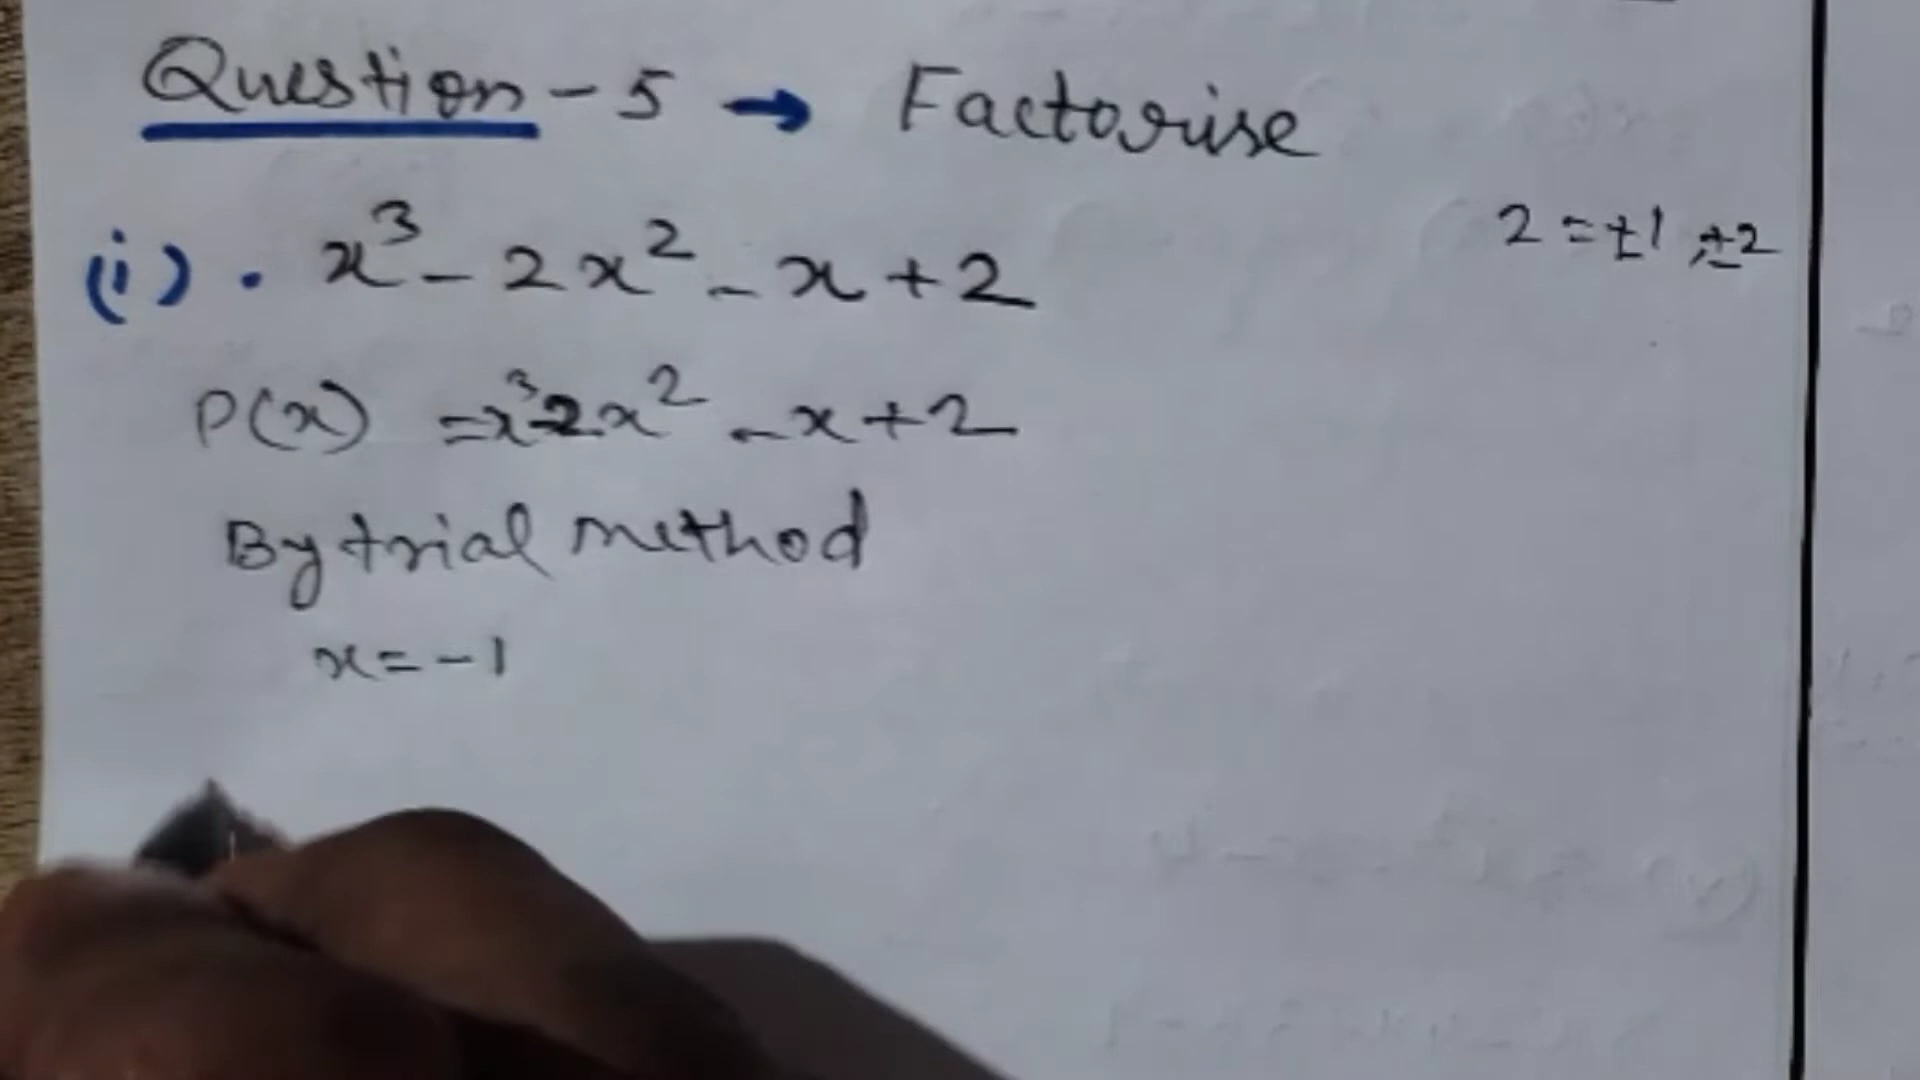 Question - 5 → Factorise
(i). x³ - 2x² - x + 2
2 = ±1, ±2
P(x) = x³-2x² - x + 2
By trial method
x = -1